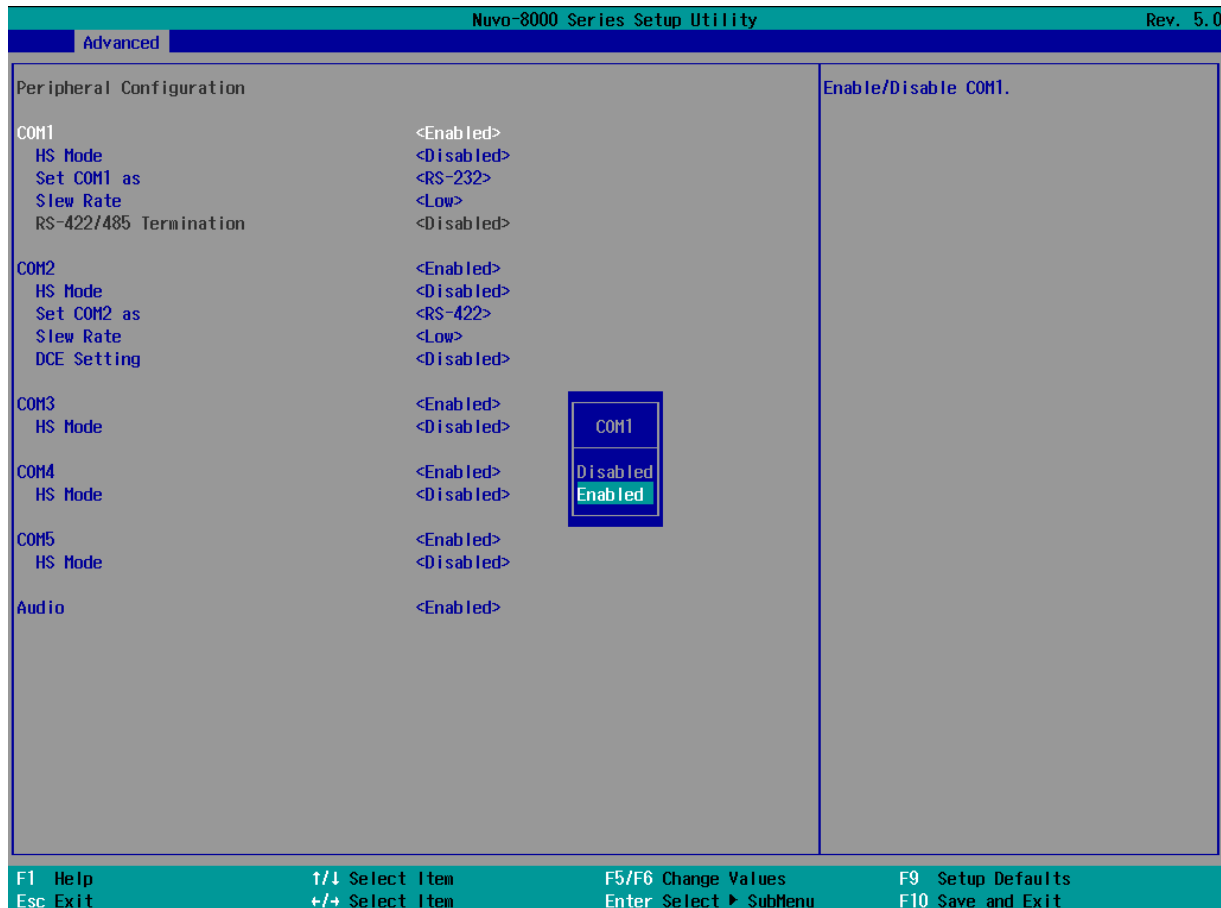 Nuvo-8000 Series Setup Utility Rev. 5.0
Advanced
Peripheral Configuration
Enable/Disable COM1.
COM1 <Enabled>
HS Mode <Disabled>
Set COM1 as <RS-232>
Slew Rate <Low>
RS-422/485 Termination <Disabled>
COM2 <Enabled>
HS Mode <Disabled>
Set COM2 as <RS-422>
Slew Rate <Low>
DCE Setting <Disabled>
COM3 <Enabled>
HS Mode <Disabled>
COM4 <Enabled>
HS Mode <Disabled>
COM5 <Enabled>
HS Mode <Disabled>
Audio <Enabled>
COM1
Disabled
Enabled
F1 Help ↑/↓ Select Item F5/F6 Change Values F9 Setup Defaults
Esc Exit ←/→ Select Item Enter Select ▶ SubMenu F10 Save and Exit